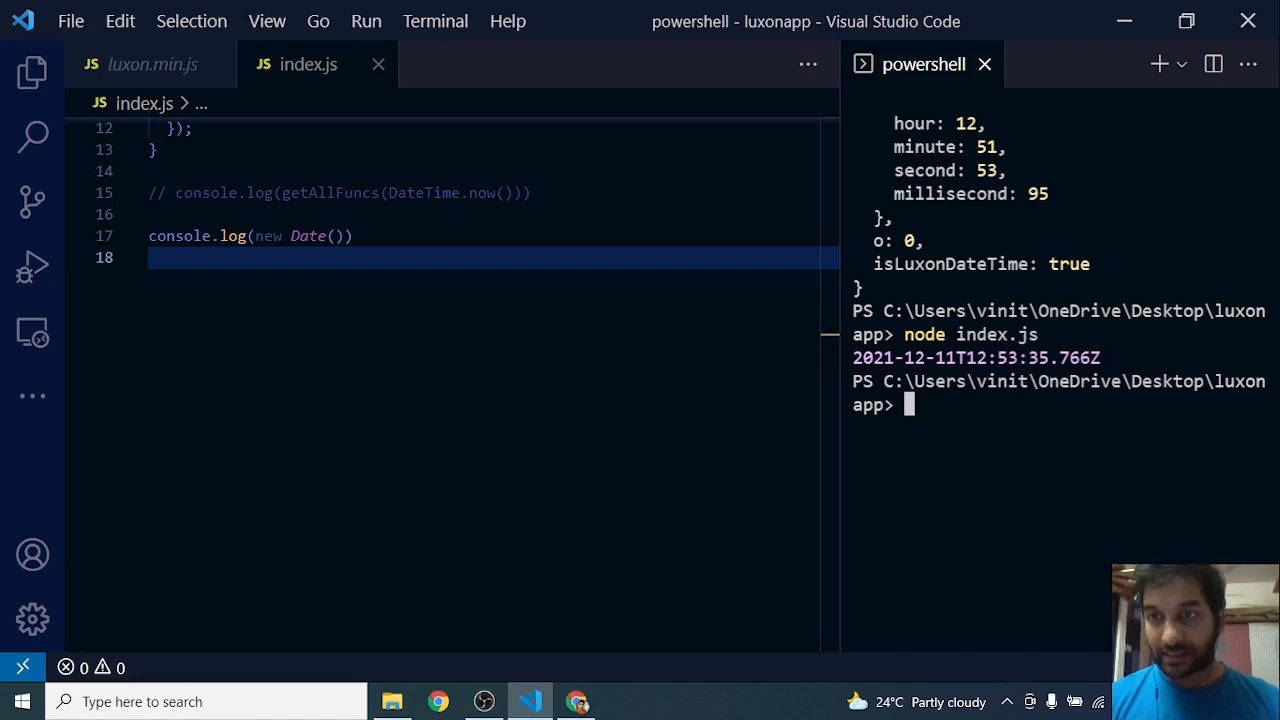 File Edit Selection View Go Run Terminal Help powershell - luxonapp - Visual Studio Code
JS luxon.min.js JS index.js
powershell
JS index.js > ...
12 });
13 }
14
15 // console.log(getAllFuncs(DateTime.now()))
16
17 console.log(new Date())
18
hour: 12,
minute: 51,
second: 53,
millisecond: 95
},
o: 0,
isLuxonDateTime: true
}
PS C:\Users\vinit\OneDrive\Desktop\luxon
app> node index.js
2021-12-11T12:53:35.766Z
PS C:\Users\vinit\OneDrive\Desktop\luxon
app>
0 0
Type here to search
24°C Partly cloudy